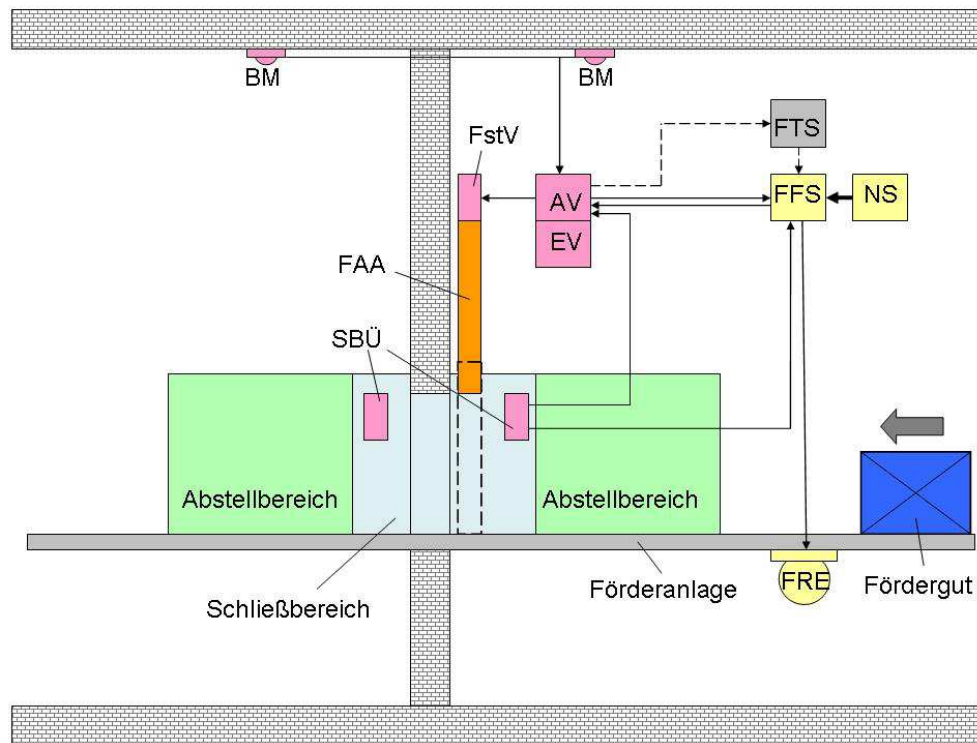 BM
BM
FstV
FTS
AV
FFS
NS
EV
FAA
SBÜ
Abstellbereich
Abstellbereich
Schließbereich
Förderanlage
FRE
Fördergut